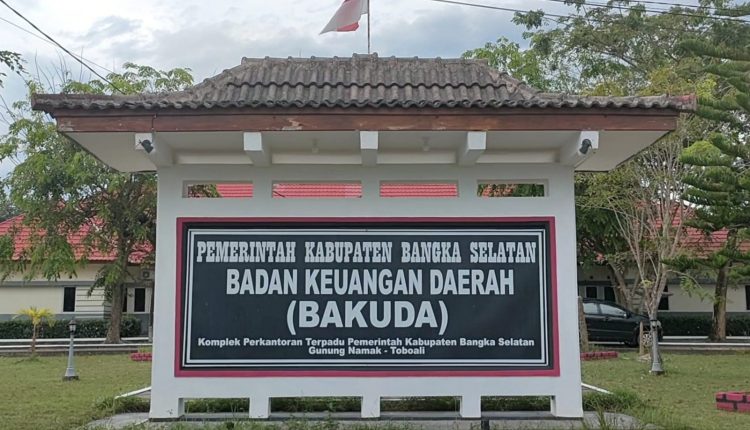 PEMERINTAH KABUPATEN BANGKA SELATAN
BADAN KEUANGAN DAERAH
(BAKUDA)
Komplek Perkantoran Terpadu Pemerintah Kabupaten Bangka Selatan
Gunung Namak - Toboali